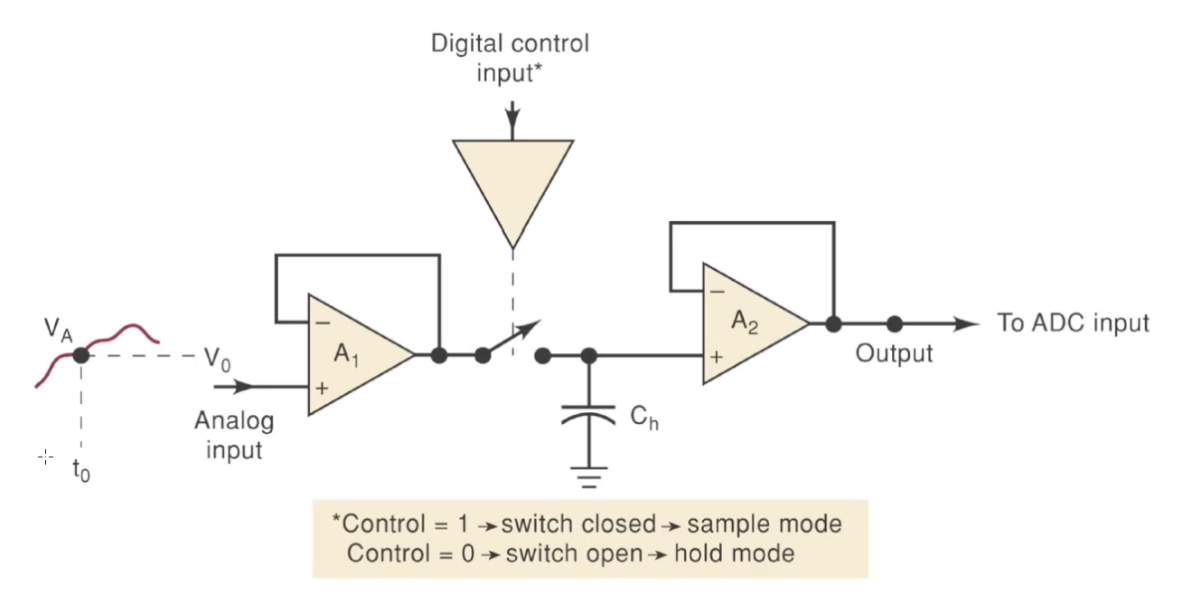 Digital control
input*
V_A
V_0
t_0
Analog
input
−
A_1
+
C_h
−
A_2
+
Output
To ADC input
*Control = 1 → switch closed → sample mode
Control = 0 → switch open → hold mode